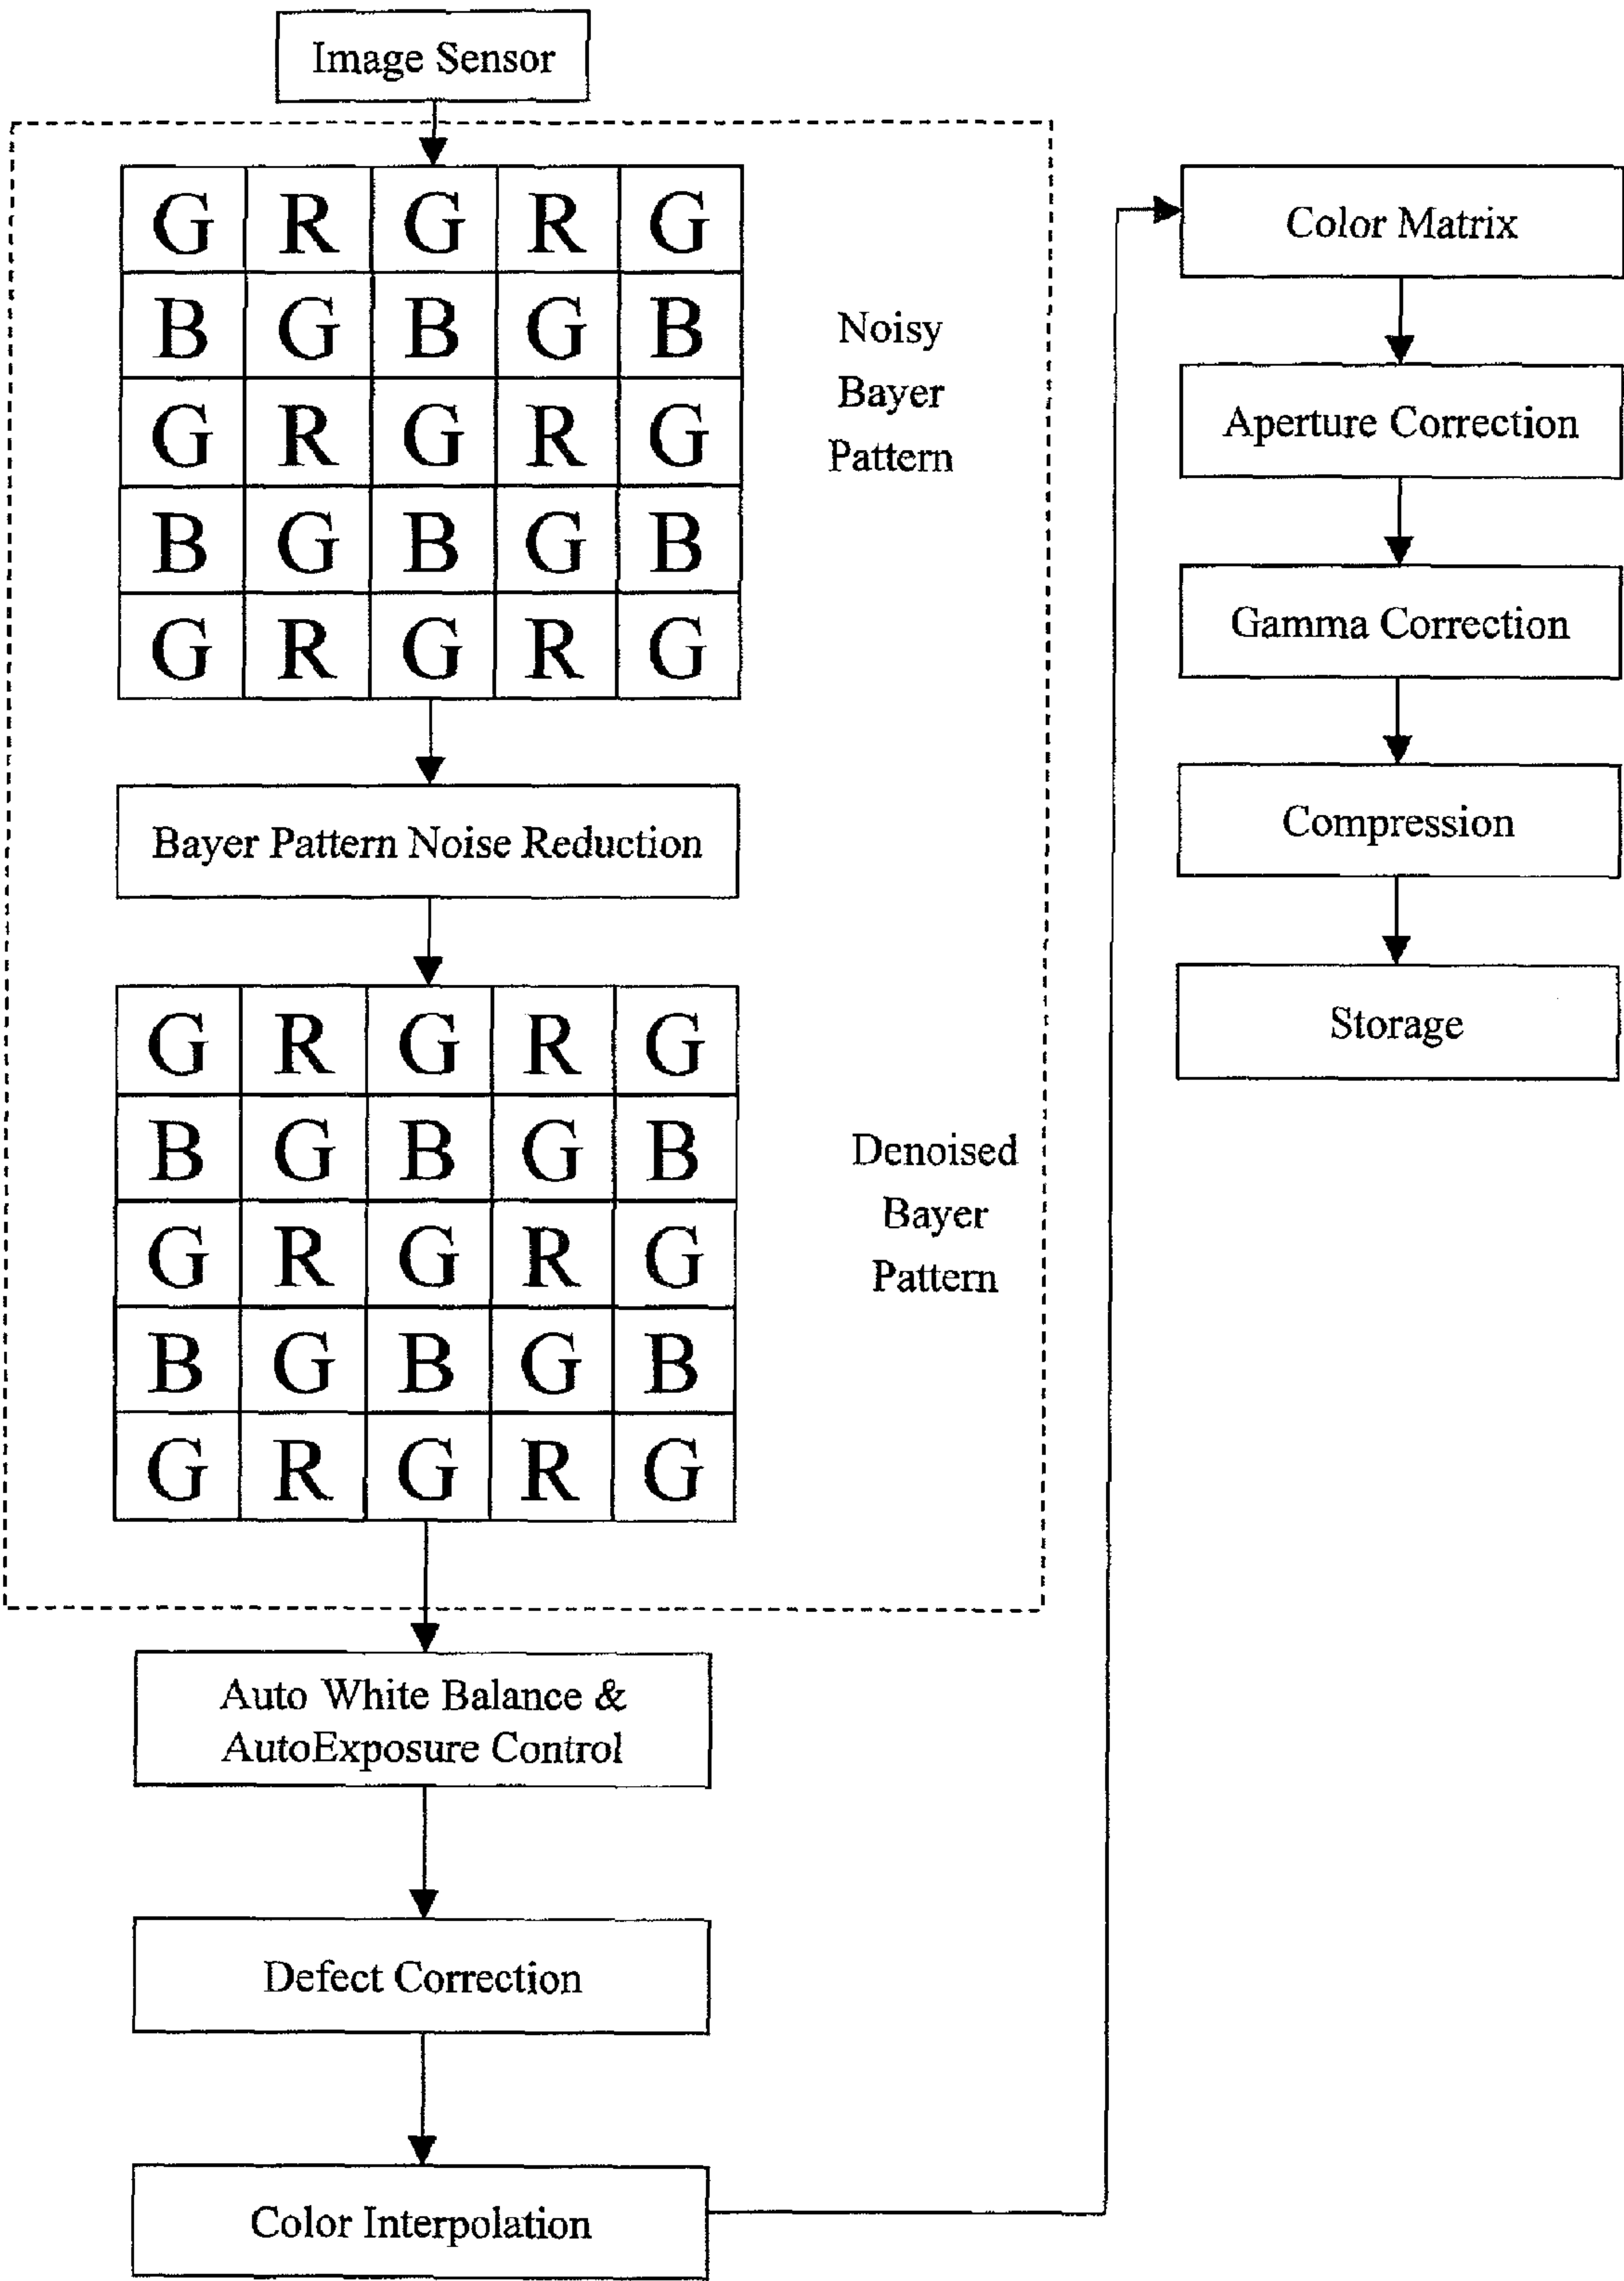 Image Sensor
G R G R G
B G B G B
G R G R G
B G B G B
G R G R G
Noisy
Bayer
Pattern
Bayer Pattern Noise Reduction
G R G R G
B G B G B
G R G R G
B G B G B
G R G R G
Denoised
Bayer
Pattern
Auto White Balance &
AutoExposure Control
Defect Correction
Color Interpolation
Color Matrix
Aperture Correction
Gamma Correction
Compression
Storage